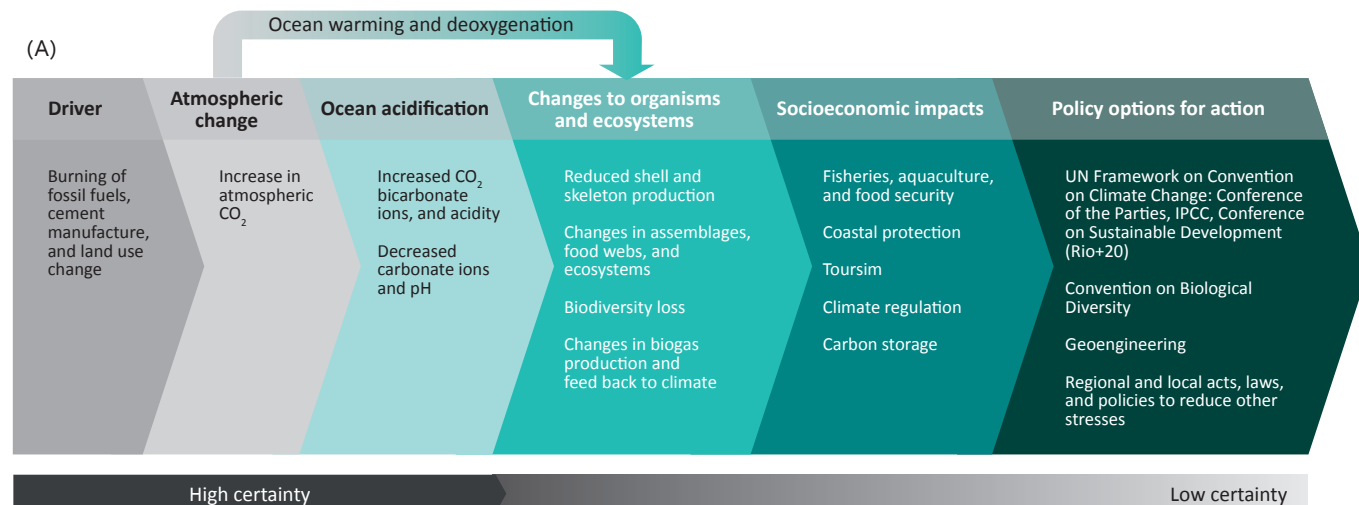 Ocean warming and deoxygenation
(A)
Driver
Atmospheric
change
Ocean acidification
Changes to organisms
and ecosystems
Socioeconomic impacts
Policy options for action
Burning of
fossil fuels,
cement
manufacture,
and land use
change
Increase in
atmospheric
CO₂
Increased CO₂
bicarbonate
ions, and acidity
Decreased
carbonate ions
and pH
Reduced shell and
skeleton production
Changes in assemblages,
food webs, and
ecosystems
Biodiversity loss
Changes in biogas
production and
feed back to climate
Fisheries, aquaculture,
and food security
Coastal protection
Toursim
Climate regulation
Carbon storage
UN Framework on Convention
on Climate Change: Conference
of the Parties, IPCC, Conference
on Sustainable Development
(Rio+20)
Convention on Biological
Diversity
Geoengineering
Regional and local acts, laws,
and policies to reduce other
stresses
High certainty
Low certainty